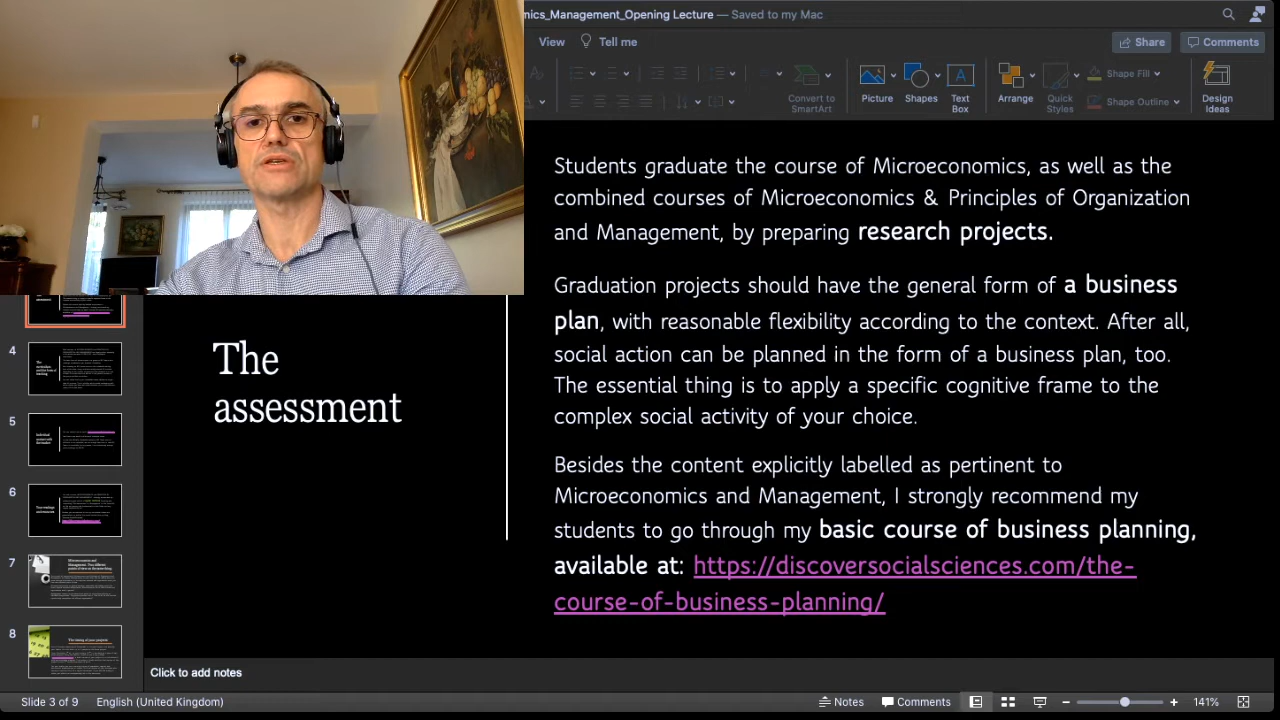 mics_Management_Opening Lecture — Saved to my Mac
View Tell me Share Comments
Convert to SmartArt
Picture
Shapes
Text Box
Arrange
Quick Styles
Shape Fill
Shape Outline
Design Ideas
Students graduate the course of Microeconomics, as well as the
combined courses of Microeconomics & Principles of Organization
and Management, by preparing research projects.
Graduation projects should have the general form of a business
plan, with reasonable flexibility according to the context. After all,
social action can be planned in the form of a business plan, too.
The essential thing is to apply a specific cognitive frame to the
complex social activity of your choice.
Besides the content explicitly labelled as pertinent to
Microeconomics and Management, I strongly recommend my
students to go through my basic course of business planning,
available at: https://discoversocialsciences.com/the-
course-of-business-planning/
The
assessment
4
5
6
7
8
Click to add notes
Slide 3 of 9 English (United Kingdom) Notes Comments 141%